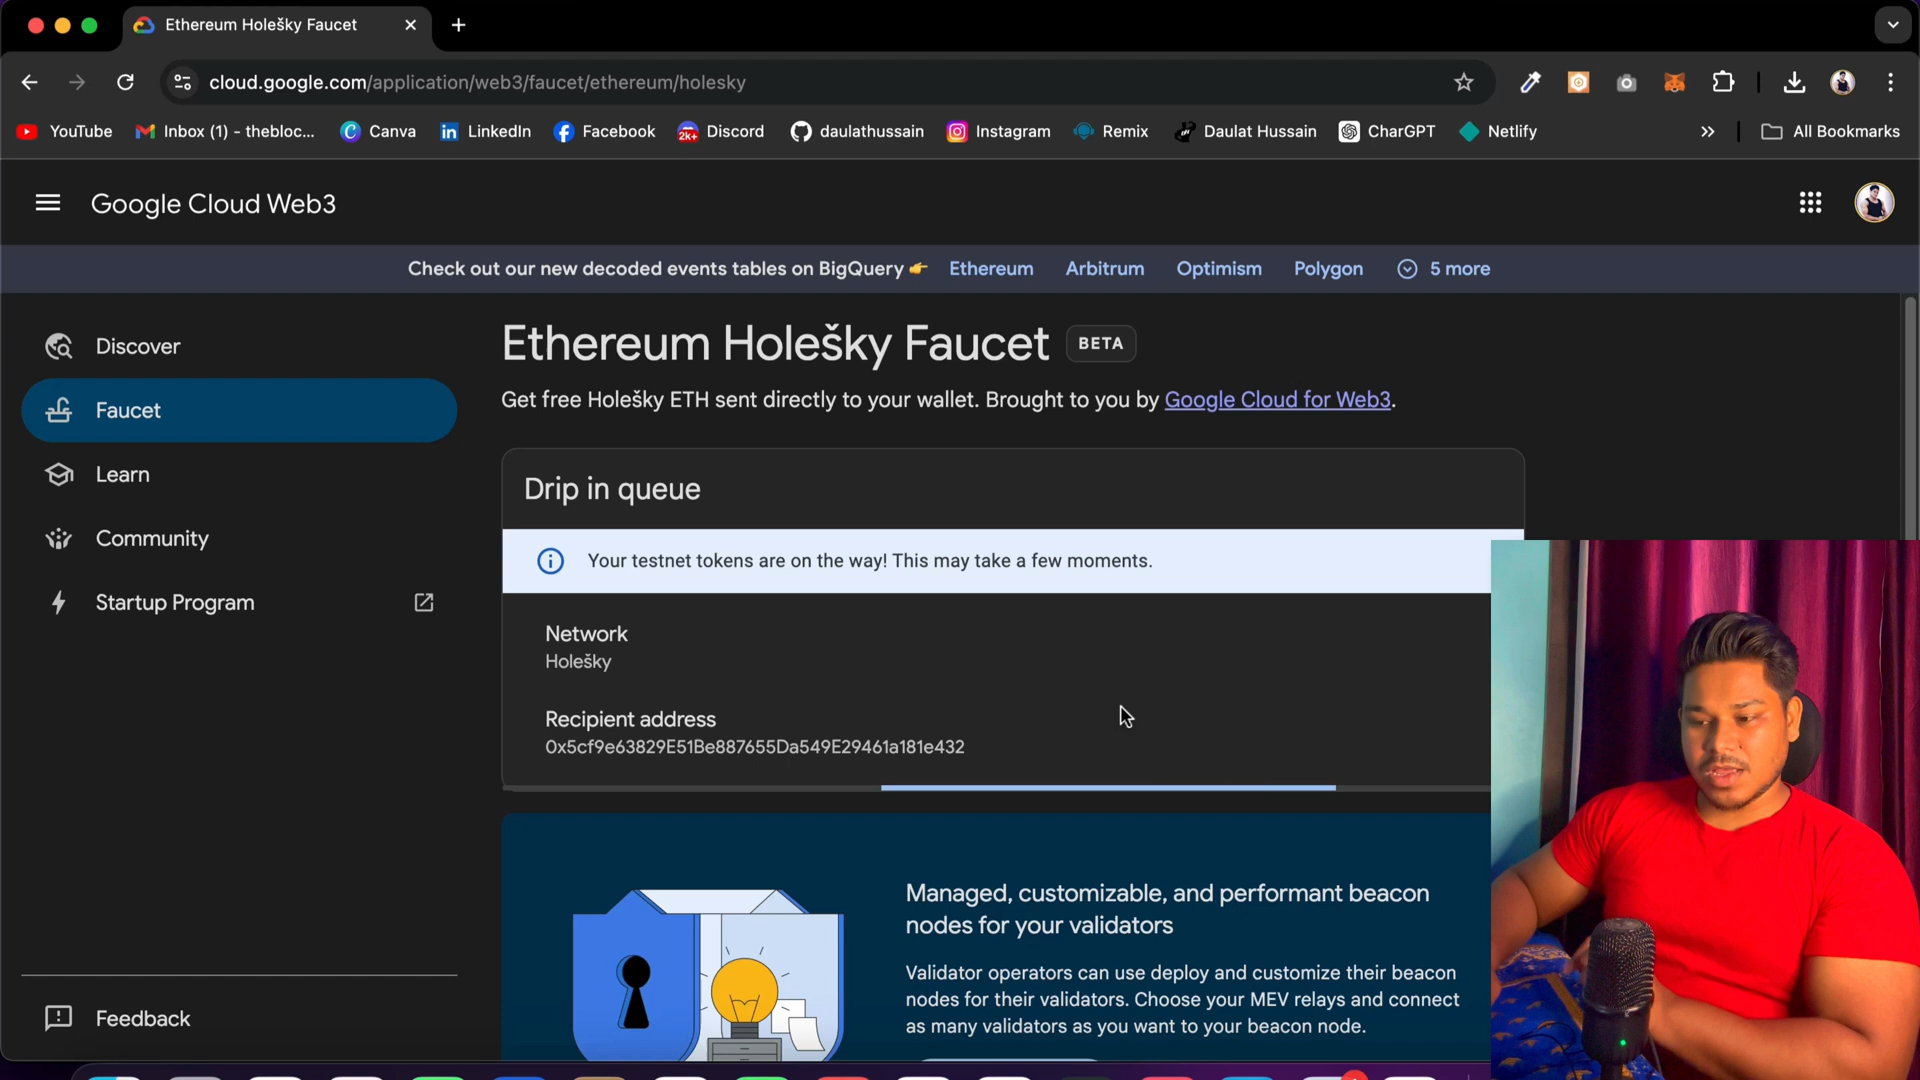 Ethereum Holešky Faucet
cloud.google.com/application/web3/faucet/ethereum/holesky
YouTube
Inbox (1) - thebloc...
Canva
LinkedIn
Facebook
2k+
Discord
daulathussain
Instagram
Remix
Daulat Hussain
CharGPT
Netlify
All Bookmarks
Google Cloud Web3
Check out our new decoded events tables on BigQuery 👉 Ethereum Arbitrum Optimism Polygon 5 more
Discover
Faucet
Learn
Community
Startup Program
Feedback
Ethereum Holešky Faucet BETA
Get free Holešky ETH sent directly to your wallet. Brought to you by Google Cloud for Web3.
Drip in queue
Your testnet tokens are on the way! This may take a few moments.
Network
Holešky
Recipient address
0x5cf9e63829E51Be887655Da549E29461a181e432
Managed, customizable, and performant beacon
nodes for your validators
Validator operators can use deploy and customize their beacon
nodes for their validators. Choose your MEV relays and connect
as many validators as you want to your beacon node.